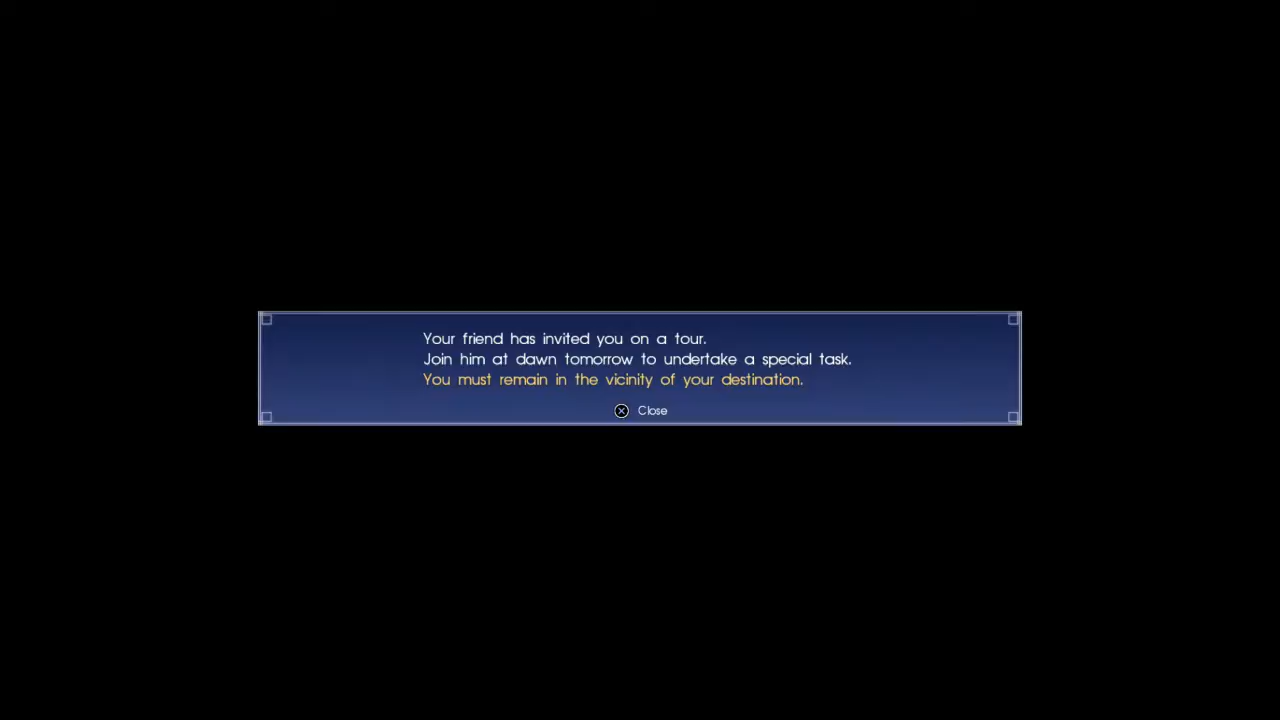 Your friend has invited you on a tour.
Join him at dawn tomorrow to undertake a special task.
You must remain in the vicinity of your destination.
Close